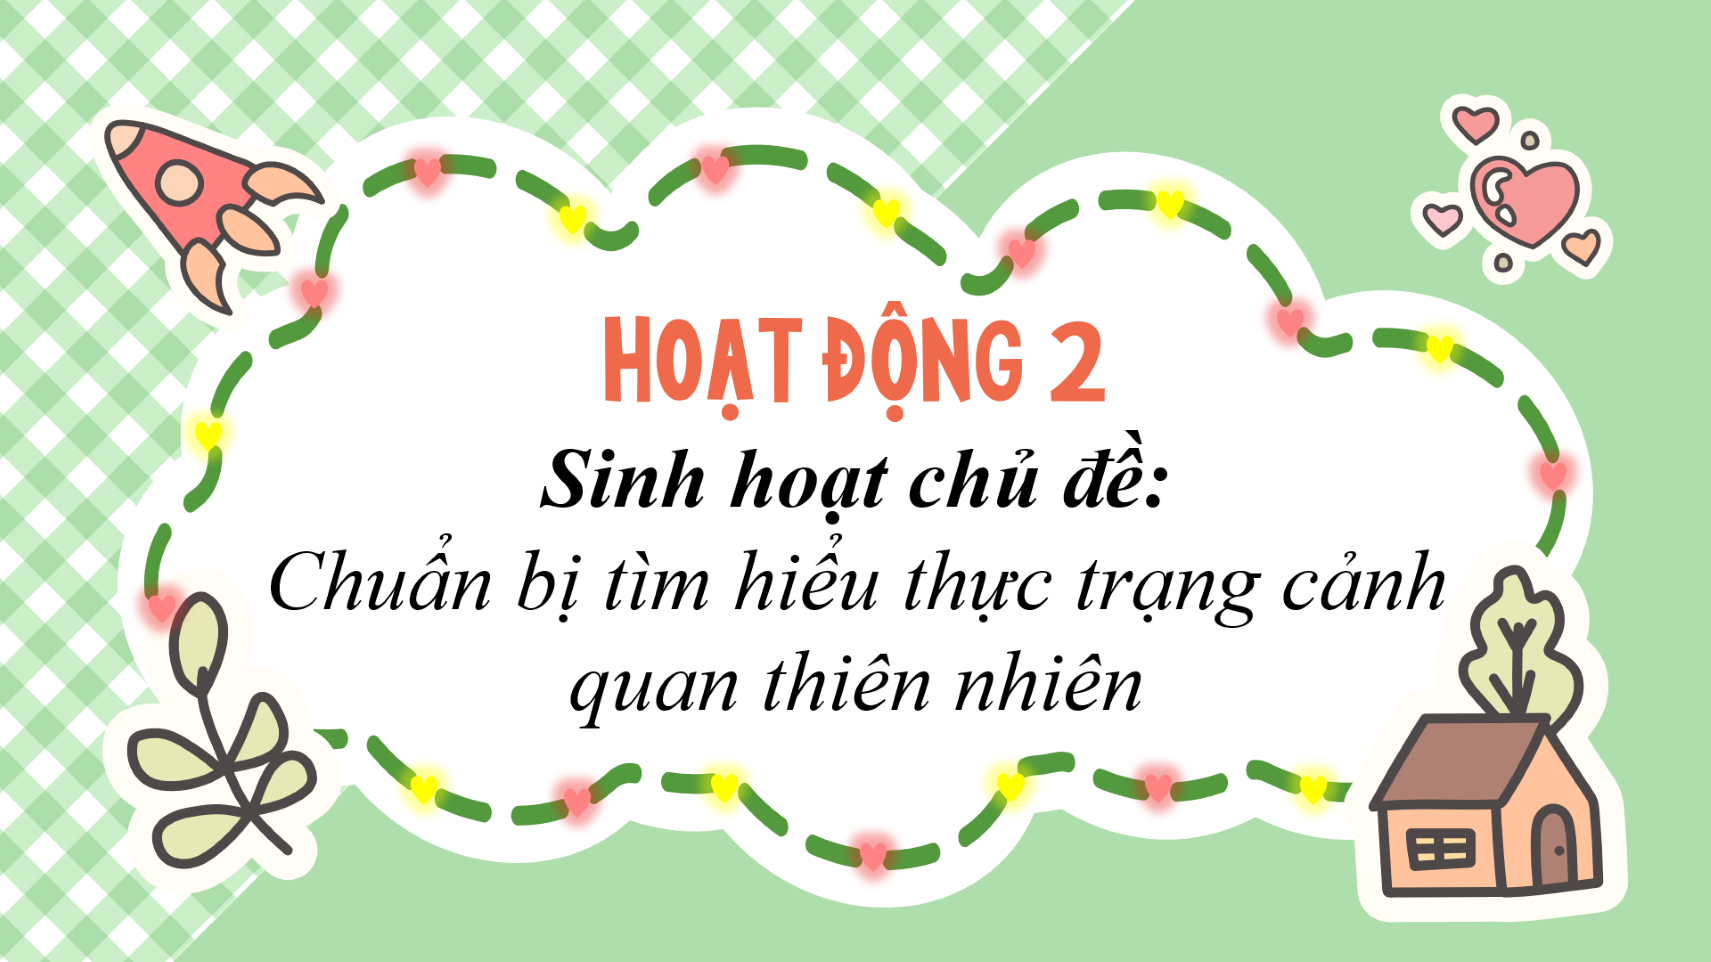 HOẠT ĐỘNG 2
Sinh hoạt chủ đề:
Chuẩn bị tìm hiểu thực trạng cảnh
quan thiên nhiên